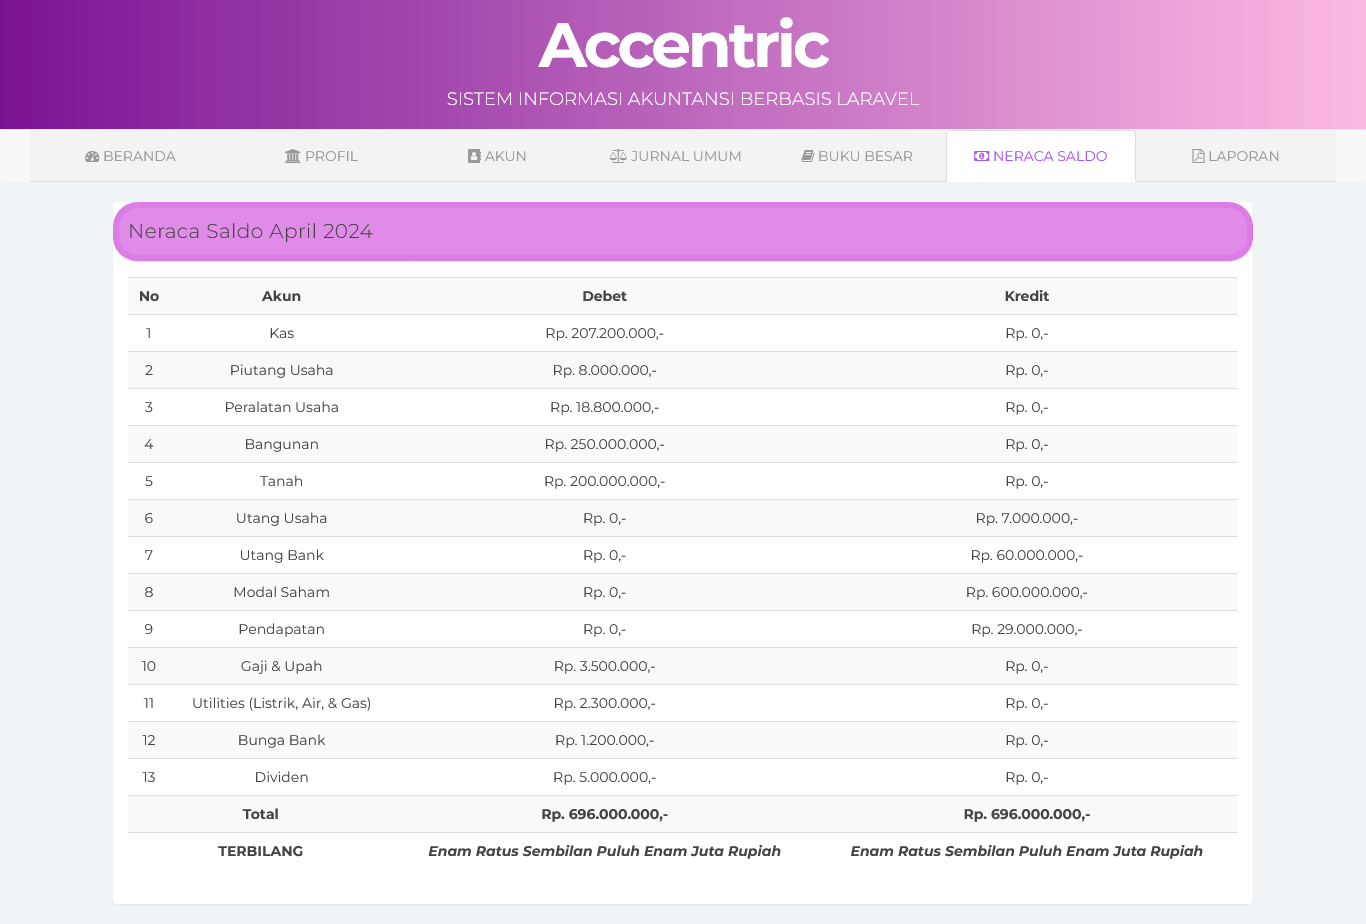 Accentric
SISTEM INFORMASI AKUNTANSI BERBASIS LARAVEL
BERANDA PROFIL AKUN JURNAL UMUM BUKU BESAR NERACA SALDO LAPORAN
Neraca Saldo April 2024
No Akun Debet Kredit
1 Kas Rp. 207.200.000,- Rp. 0,-
2 Piutang Usaha Rp. 8.000.000,- Rp. 0,-
3 Peralatan Usaha Rp. 18.800.000,- Rp. 0,-
4 Bangunan Rp. 250.000.000,- Rp. 0,-
5 Tanah Rp. 200.000.000,- Rp. 0,-
6 Utang Usaha Rp. 0,- Rp. 7.000.000,-
7 Utang Bank Rp. 0,- Rp. 60.000.000,-
8 Modal Saham Rp. 0,- Rp. 600.000.000,-
9 Pendapatan Rp. 0,- Rp. 29.000.000,-
10 Gaji & Upah Rp. 3.500.000,- Rp. 0,-
11 Utilities (Listrik, Air, & Gas) Rp. 2.300.000,- Rp. 0,-
12 Bunga Bank Rp. 1.200.000,- Rp. 0,-
13 Dividen Rp. 5.000.000,- Rp. 0,-
Total Rp. 696.000.000,- Rp. 696.000.000,-
TERBILANG Enam Ratus Sembilan Puluh Enam Juta Rupiah Enam Ratus Sembilan Puluh Enam Juta Rupiah